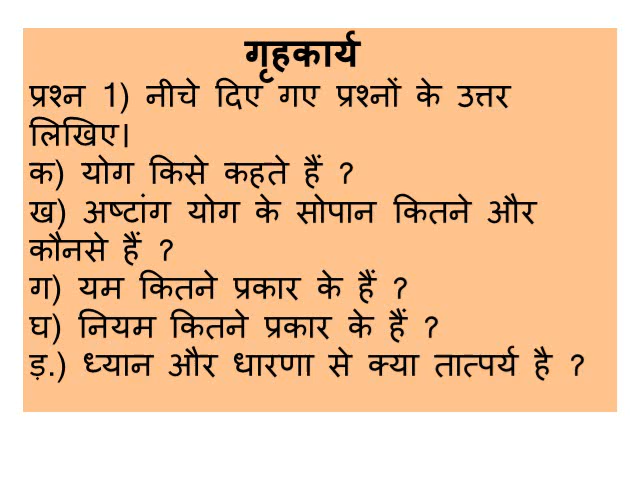 गृहकार्य
प्रश्न 1) नीचे दिए गए प्रश्नों के उत्तर
लिखिए।
क) योग किसे कहते हैं ?
ख) अष्टांग योग के सोपान कितने और
कौनसे हैं ?
ग) यम कितने प्रकार के हैं ?
घ) नियम कितने प्रकार के हैं ?
ड़.) ध्यान और धारणा से क्या तात्पर्य है ?